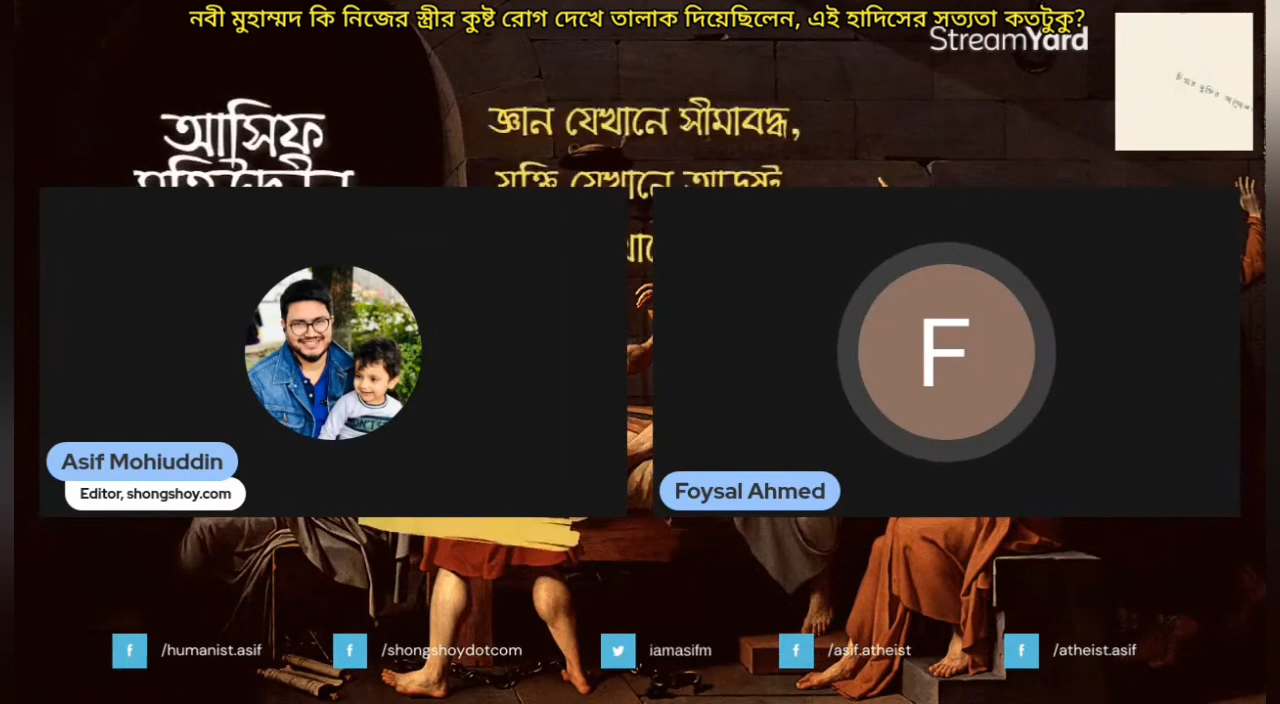 নবী মুহাম্মদ কি নিজের স্ত্রীর কুষ্ট রোগ দেখে তালাক দিয়েছিলেন, এই হাদিসের সত্যতা কতটুকু?
StreamYard
আসিফ
জ্ঞান যেখানে সীমাবদ্ধ,
যেখানে
Asif Mohiuddin
Editor, shongshoy.com
F
Foysal Ahmed
/humanist.asif
/shongshoydotcom
iamasifm
/asif.atheist
/atheist.asif